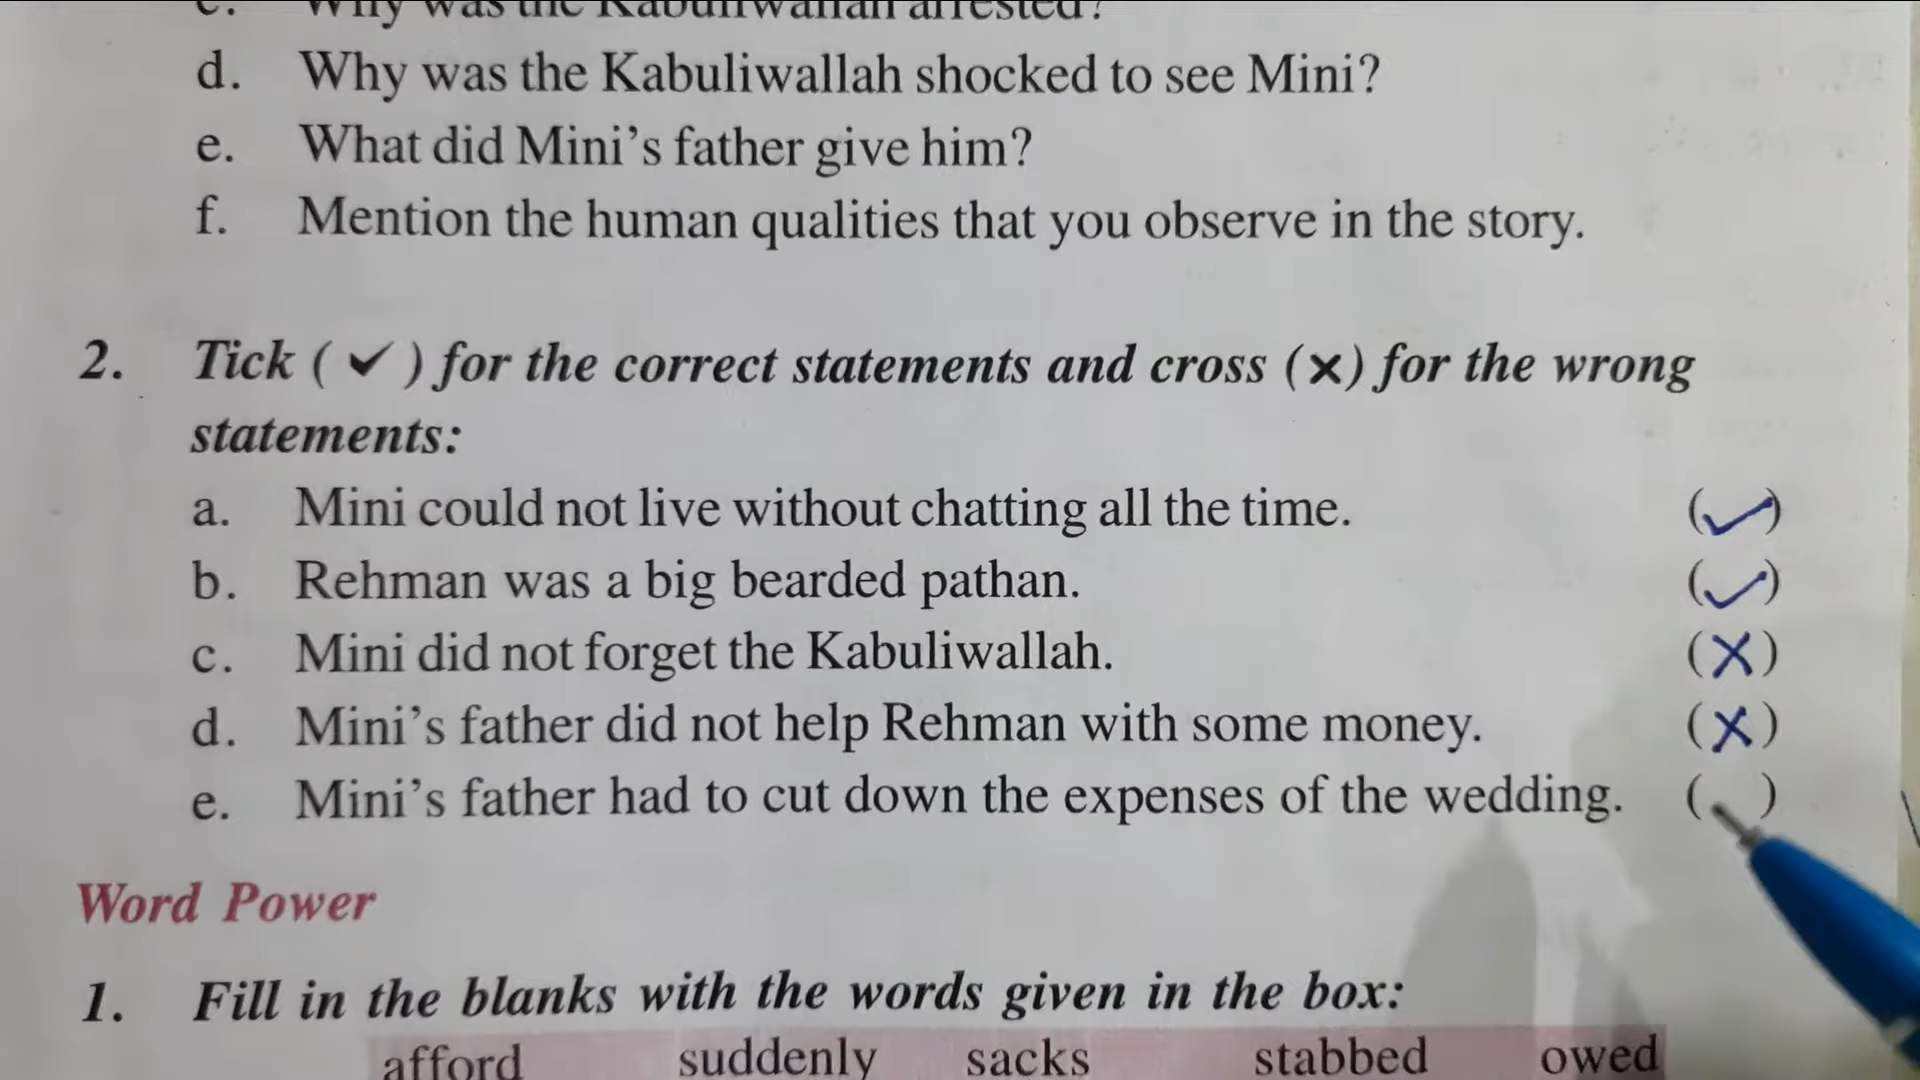 c. Why was the Kabuliwallah arrested?
d. Why was the Kabuliwallah shocked to see Mini?
e. What did Mini's father give him?
f. Mention the human qualities that you observe in the story.
2. Tick ( ✓ ) for the correct statements and cross (×) for the wrong
statements:
a. Mini could not live without chatting all the time. (✓)
b. Rehman was a big bearded pathan. (✓)
c. Mini did not forget the Kabuliwallah. (X)
d. Mini's father did not help Rehman with some money. (X)
e. Mini's father had to cut down the expenses of the wedding. ( )
Word Power
1. Fill in the blanks with the words given in the box:
afford suddenly sacks stabbed owed